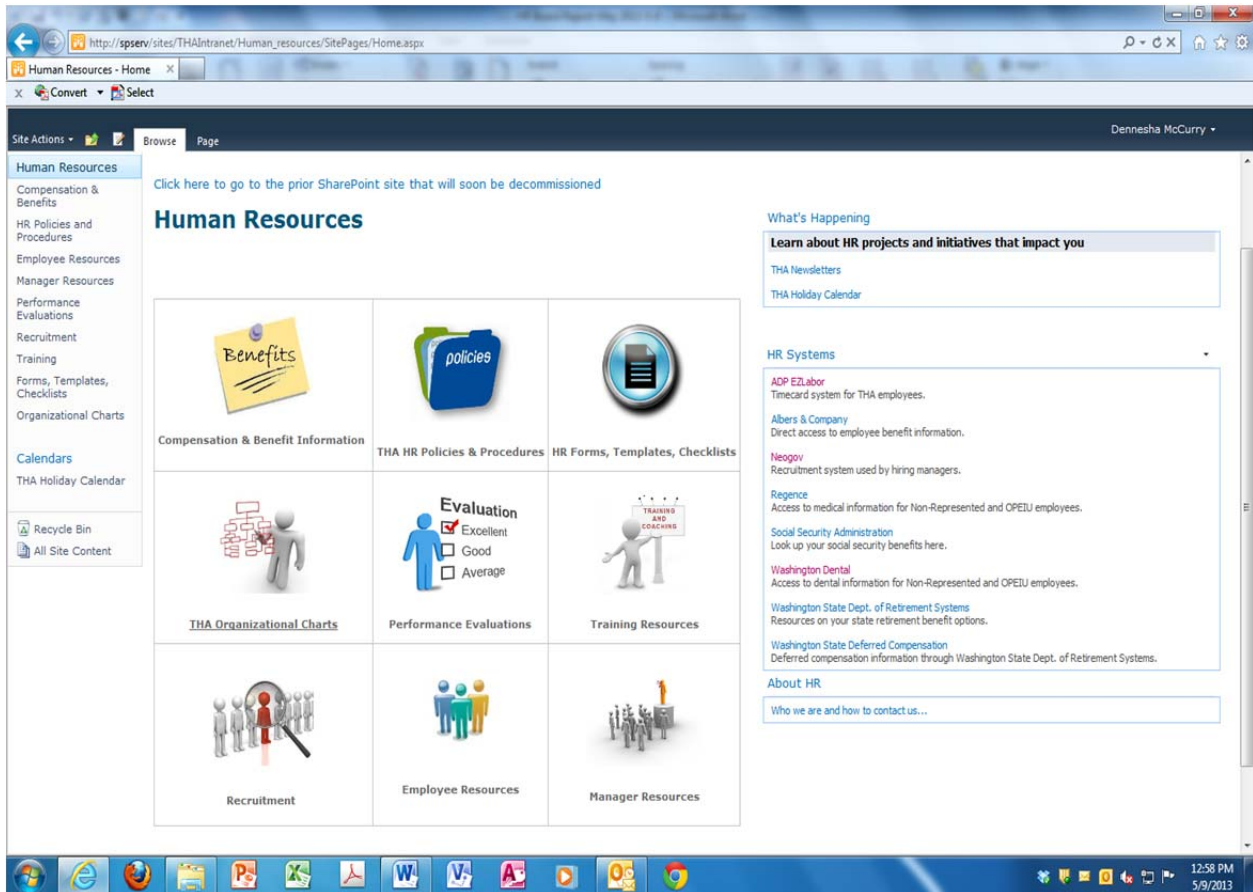 http://spserv/sites/THAIntranet/Human_resources/SitePages/Home.aspx
Human Resources - Home
x Convert Select
Dennesha McCurry
Site Actions Browse Page
Human Resources
Compensation &
Benefits
HR Policies and
Procedures
Employee Resources
Manager Resources
Performance
Evaluations
Recruitment
Training
Forms, Templates,
Checklists
Organizational Charts
Calendars
THA Holiday Calendar
Recycle Bin
All Site Content
Click here to go to the prior SharePoint site that will soon be decommissioned
Human Resources
Benefits
Compensation & Benefit Information
policies
THA HR Policies & Procedures
HR Forms, Templates, Checklists
THA Organizational Charts
Evaluation
Excellent
Good
Average
Performance Evaluations
TRAINING
AND
COACHING
Training Resources
Recruitment
Employee Resources
Manager Resources
What's Happening
Learn about HR projects and initiatives that impact you
THA Newsletters
THA Holiday Calendar
HR Systems
ADP EZLabor
Timecard system for THA employees.
Albers & Company
Direct access to employee benefit information.
Neogov
Recruitment system used by hiring managers.
Regence
Access to medical information for Non-Represented and OPEIU employees.
Social Security Administration
Look up your social security benefits here.
Washington Dental
Access to dental information for Non-Represented and OPEIU employees.
Washington State Dept. of Retirement Systems
Resources on your state retirement benefit options.
Washington State Deferred Compensation
Deferred compensation information through Washington State Dept. of Retirement Systems.
About HR
Who we are and how to contact us...
12:58 PM
5/9/2013